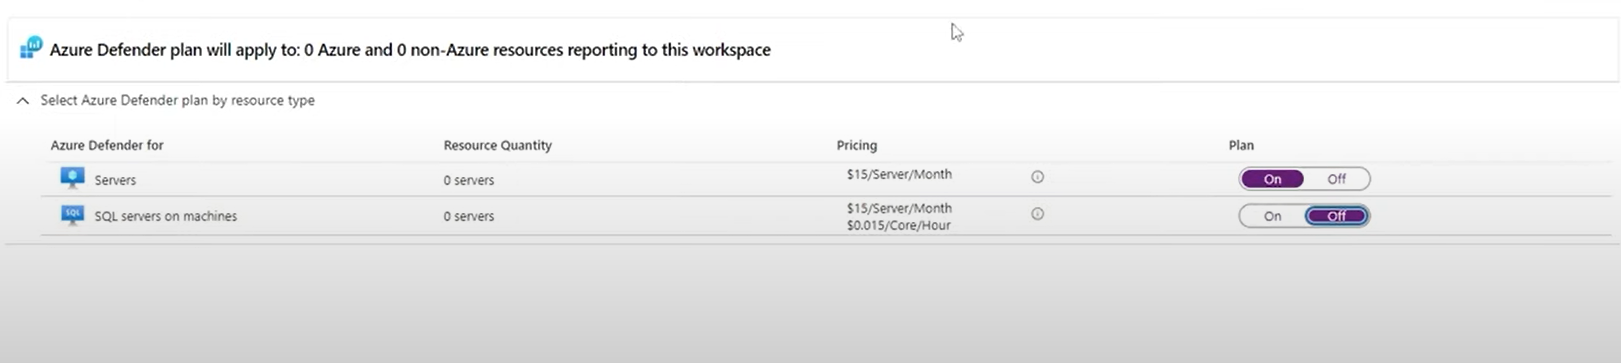 Azure Defender plan will apply to: 0 Azure and 0 non-Azure resources reporting to this workspace
Select Azure Defender plan by resource type
Azure Defender for Resource Quantity Pricing Plan
Servers 0 servers $15/Server/Month On Off
SQL SQL servers on machines 0 servers $15/Server/Month On Off
$0.015/Core/Hour